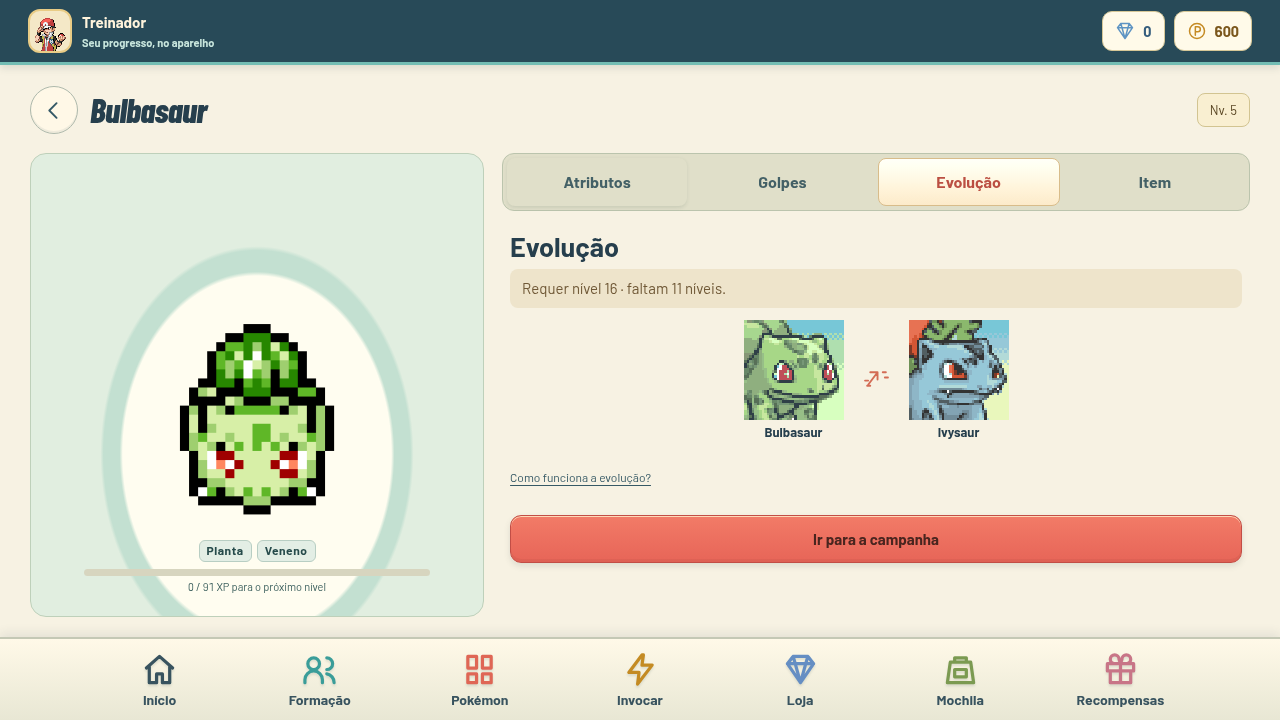 Treinador
Seu progresso, no aparelho
0
600
Bulbasaur
Nv. 5
Planta
Veneno
0 / 91 XP para o próximo nível
Atributos
Golpes
Evolução
Item
Evolução
Requer nível 16 · faltam 11 níveis.
Bulbasaur
Ivysaur
Como funciona a evolução?
Ir para a campanha
Início
Formação
Pokémon
Invocar
Loja
Mochila
Recompensas